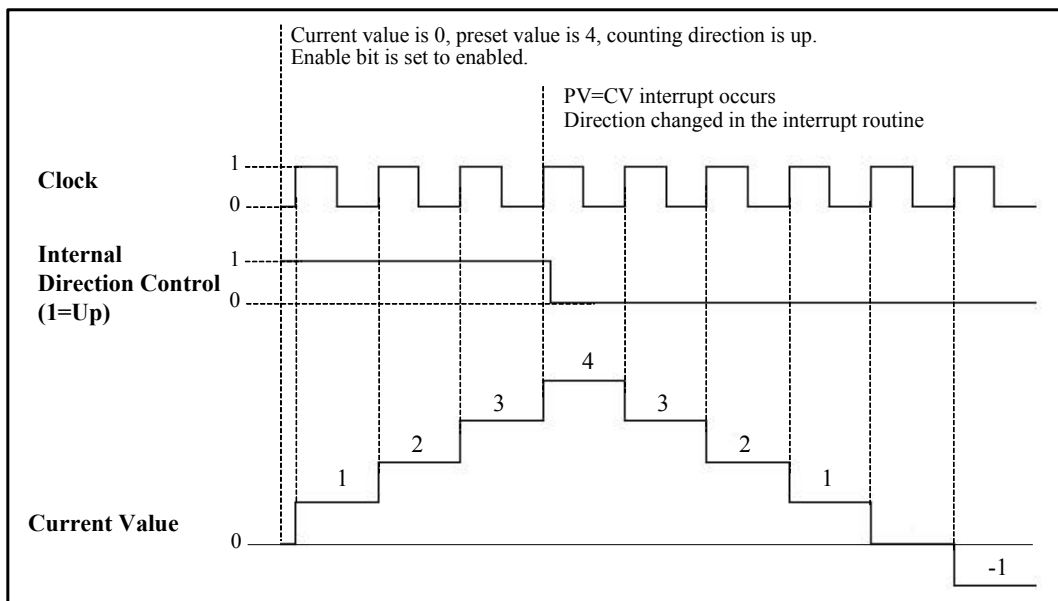 Current value is 0, preset value is 4, counting direction is up.
Enable bit is set to enabled.
PV=CV interrupt occurs
Direction changed in the interrupt routine
Clock
1
0
Internal
Direction Control
(1=Up)
1
0
4
3
3
2
2
1
1
Current Value
0
-1